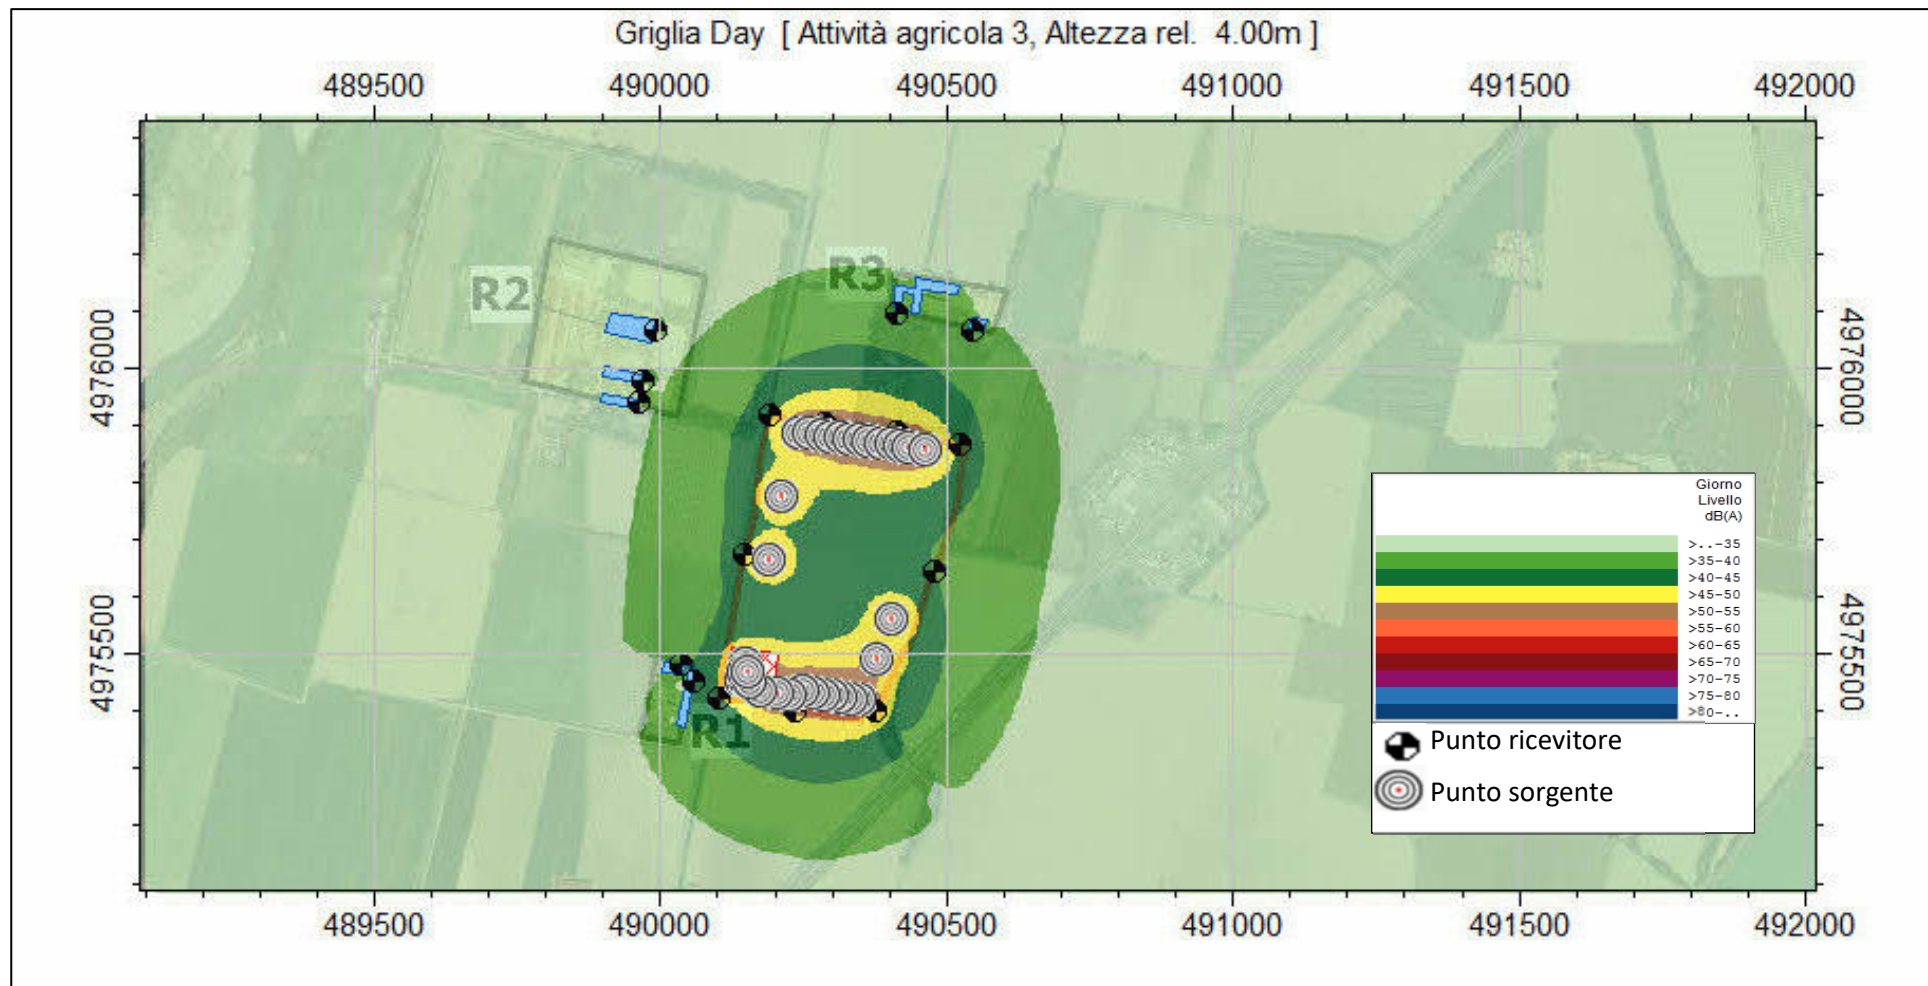 Griglia Day [ Attività agricola 3, Altezza rel. 4.00m ]
489500 490000 490500 491000 491500 492000
R3
R2
4976000 4976000
4975500 4975500
R1
Giorno
Livello
dB(A)
>..-35
>35-40
>40-45
>45-50
>50-55
>55-60
>60-65
>65-70
>70-75
>75-80
>80-..
Punto ricevitore
Punto sorgente
489500 490000 490500 491000 491500 492000